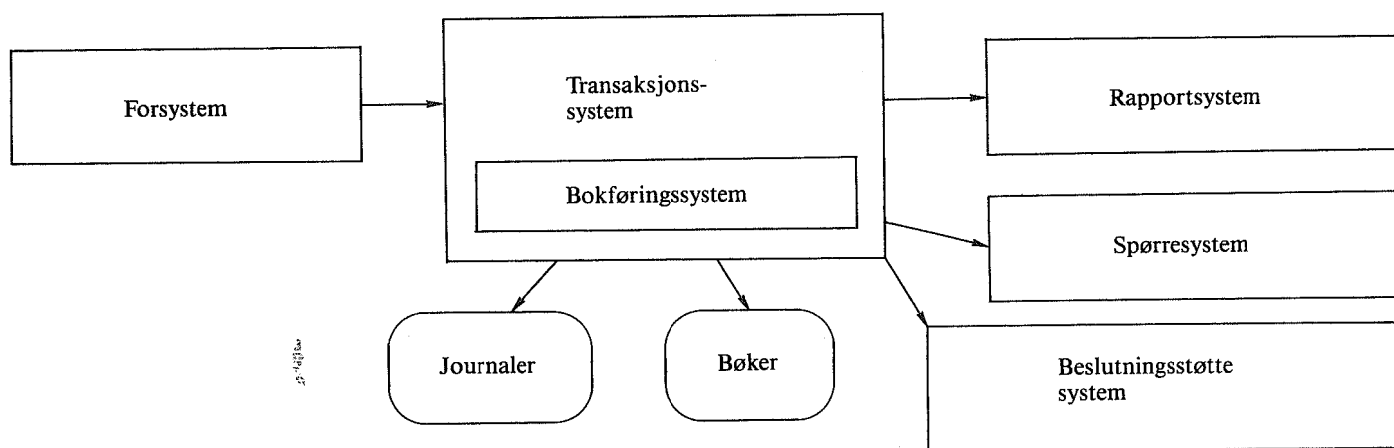 Forsystem
Transaksjons-
system
Bokføringssystem
Rapportsystem
Spørresystem
Journaler
Bøker
Beslutningsstøtte
system